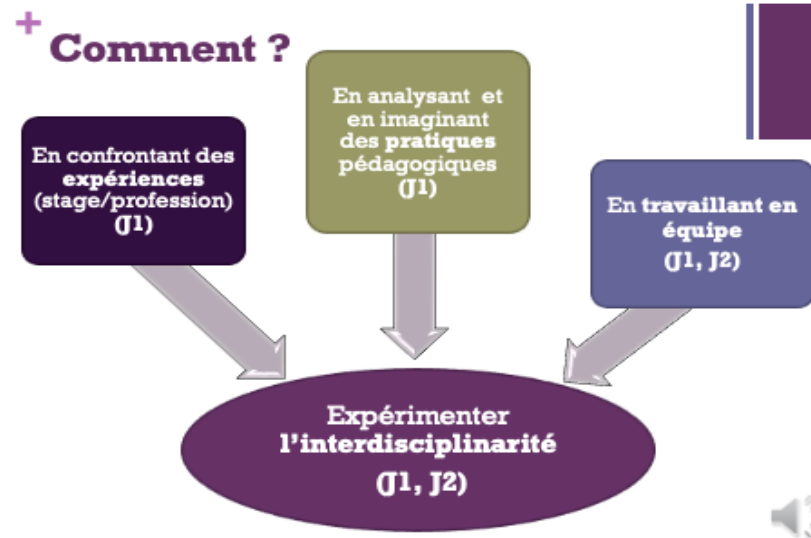 +
Comment ?
En confrontant des
expériences
(stage/profession)
(J1)
En analysant et
en imaginant
des pratiques
pédagogiques
(J1)
En travaillant en
équipe
(J1, J2)
Expérimenter
l'interdisciplinarité
(J1, J2)